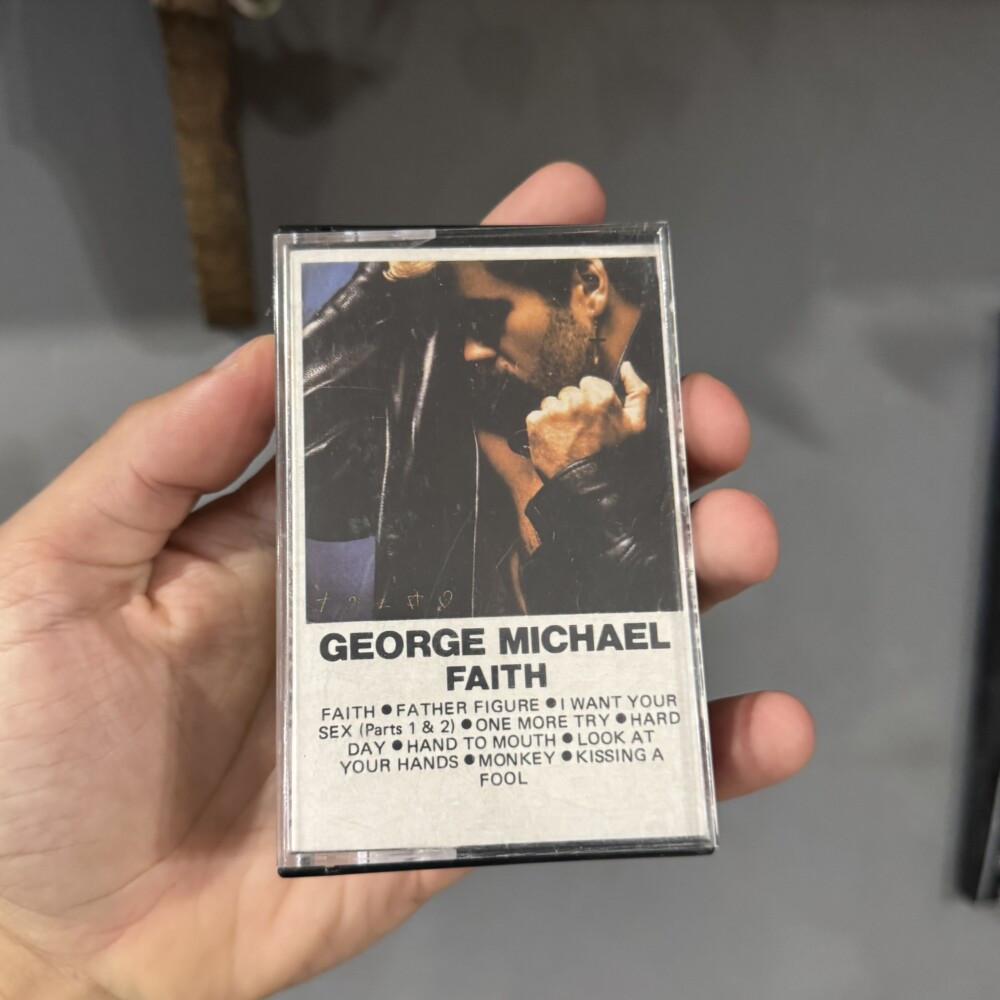 GEORGE MICHAEL
FAITH
FAITH ● FATHER FIGURE ● I WANT YOUR
SEX (Parts 1 & 2) ● ONE MORE TRY ● HARD
DAY ● HAND TO MOUTH ● LOOK AT
YOUR HANDS ● MONKEY ● KISSING A
FOOL